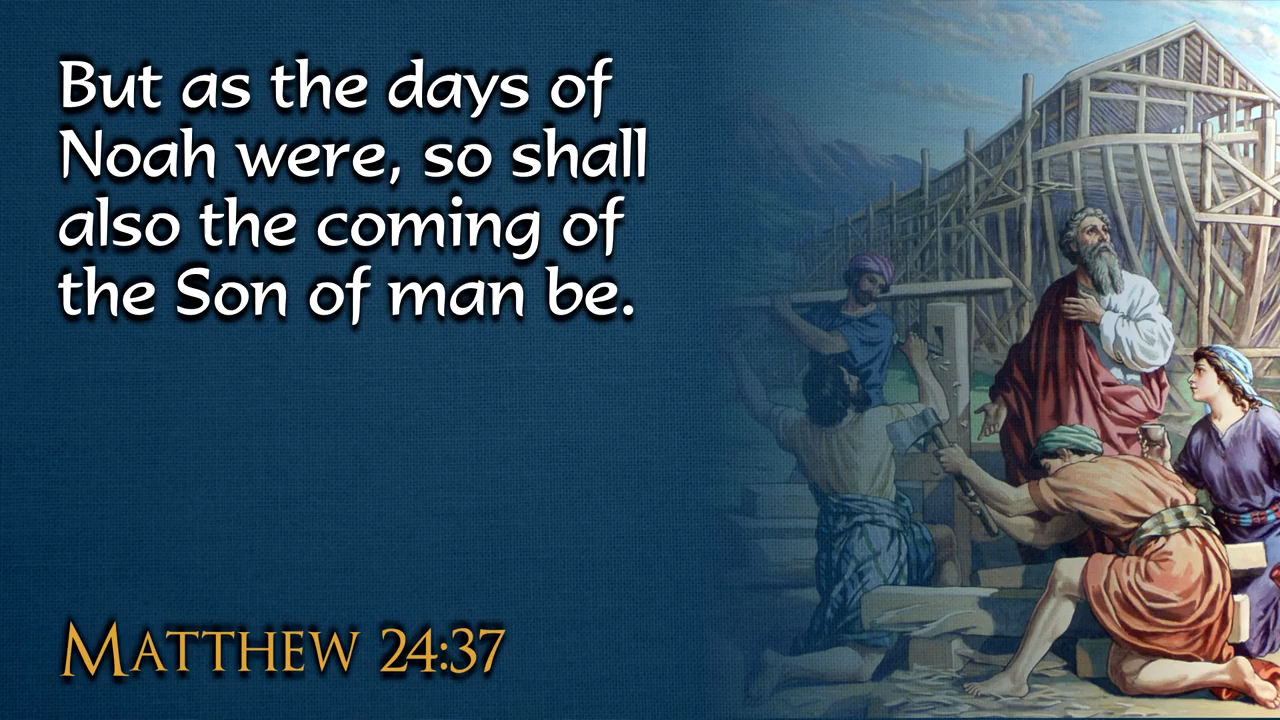 But as the days of
Noah were, so shall
also the coming of
the Son of man be.
MATTHEW 24:37